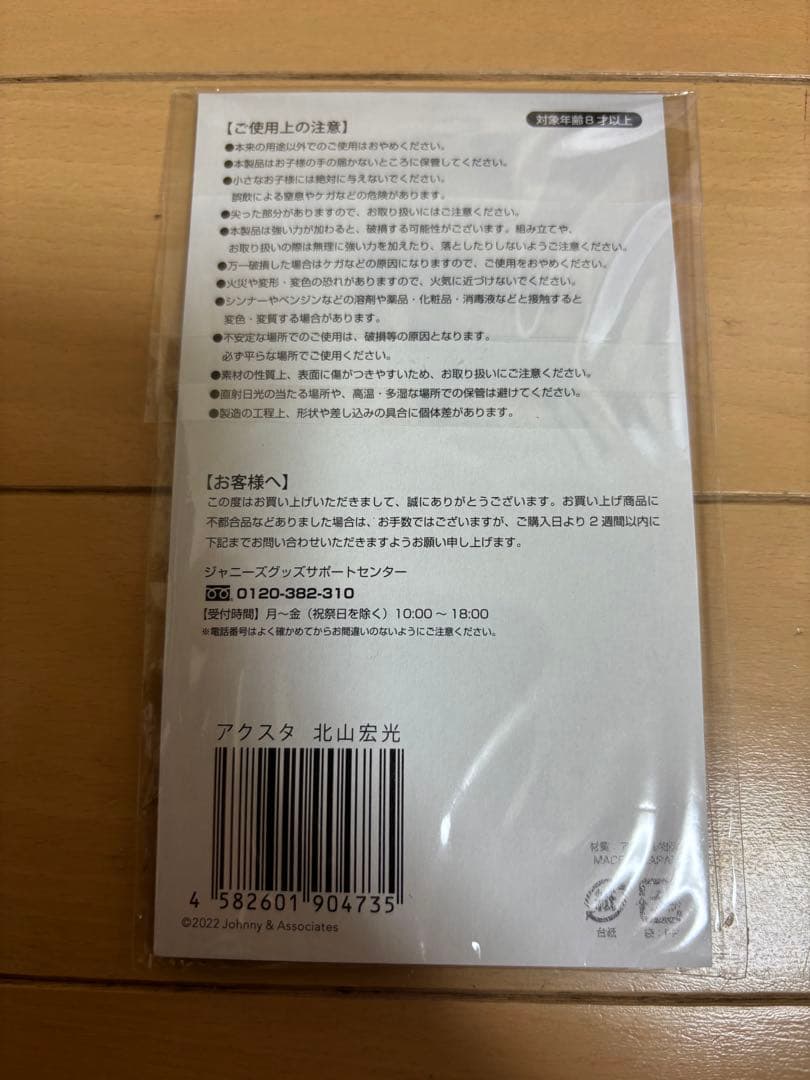 【ご使用上の注意】
対象年齢8才以上
●本来の用途以外でのご使用はおやめください。
●本製品はお子様の手の届かないところに保管してください。
●小さなお子様には絶対に与えないでください。
誤飲による窒息やケガなどの危険があります。
●尖った部分がありますので、お取り扱いにはご注意ください。
●本製品は強い力が加わると、破損する可能性がございます。組み立てや、
お取り扱いの際は無理に強い力を加えたり、落としたりしないようご注意ください。
●万一破損した場合はケガなどの原因になりますので、ご使用をおやめください。
●火災や変形・変色の恐れがありますので、火気に近づけないでください。
●シンナーやベンジンなどの溶剤や薬品・化粧品・消毒液などと接触すると
変色・変質する場合があります。
●不安定な場所でのご使用は、破損等の原因となります。
必ず平らな場所でご使用ください。
●素材の性質上、表面に傷がつきやすいため、お取り扱いにご注意ください。
●直射日光の当たる場所や、高温・多湿な場所での保管は避けてください。
●製造の工程上、形状や差し込みの具合に個体差があります。
【お客様へ】
この度はお買い上げいただきまして、誠にありがとうございます。お買い上げ商品に
不都合品などありました場合は、お手数ではございますが、ご購入日より2週間以内に
下記までお問い合わせいただきますようお願い申し上げます。
ジャニーズグッズサポートセンター
0120-382-310
【受付時間】月～金（祝祭日を除く）10:00～18:00
※電話番号はよく確かめてからお間違いのないようにご注意ください。
アクスタ 北山宏光
4 582601 904735
©2022 Johnny & Associates
台紙